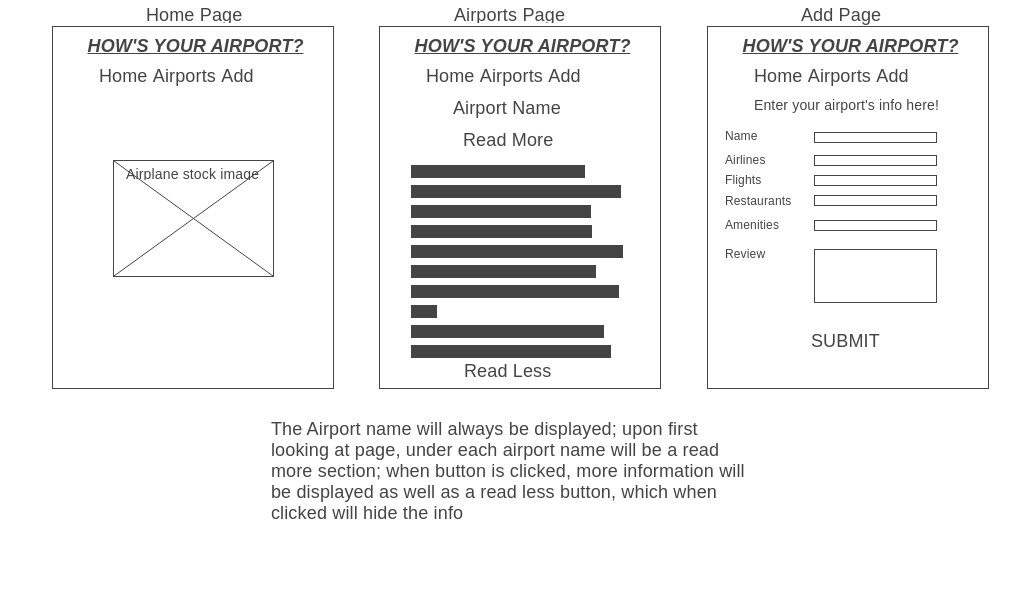 Home Page
HOW'S YOUR AIRPORT?
Home Airports Add
Airplane stock image
Airports Page
HOW'S YOUR AIRPORT?
Home Airports Add
Airport Name
Read More
Read Less
Add Page
HOW'S YOUR AIRPORT?
Home Airports Add
Enter your airport's info here!
Name
Airlines
Flights
Restaurants
Amenities
Review
SUBMIT
The Airport name will always be displayed; upon first
looking at page, under each airport name will be a read
more section; when button is clicked, more information will
be displayed as well as a read less button, which when
clicked will hide the info